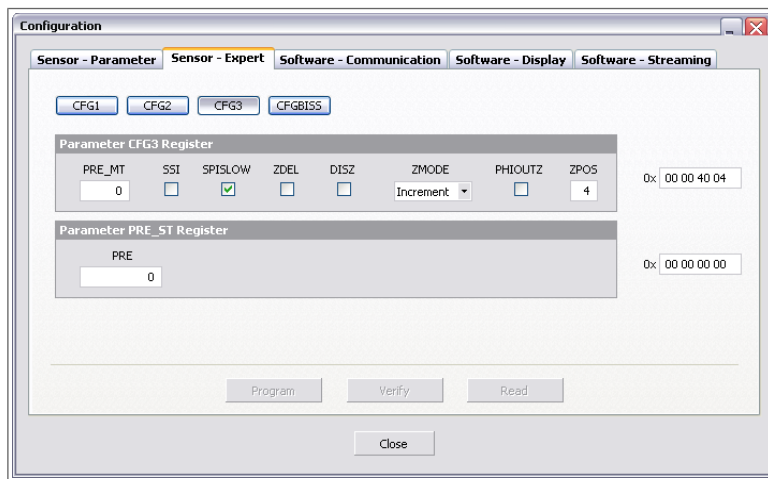 Configuration
Sensor - Parameter Sensor - Expert Software - Communication Software - Display Software - Streaming
CFG1 CFG2 CFG3 CFGBISS
Parameter CFG3 Register
PRE_MT SSI SPISLOW ZDEL DISZ ZMODE PHIOUTZ ZPOS
0 Increment 4 0x 00 00 40 04
Parameter PRE_ST Register
PRE
0 0x 00 00 00 00
Program Verify Read
Close